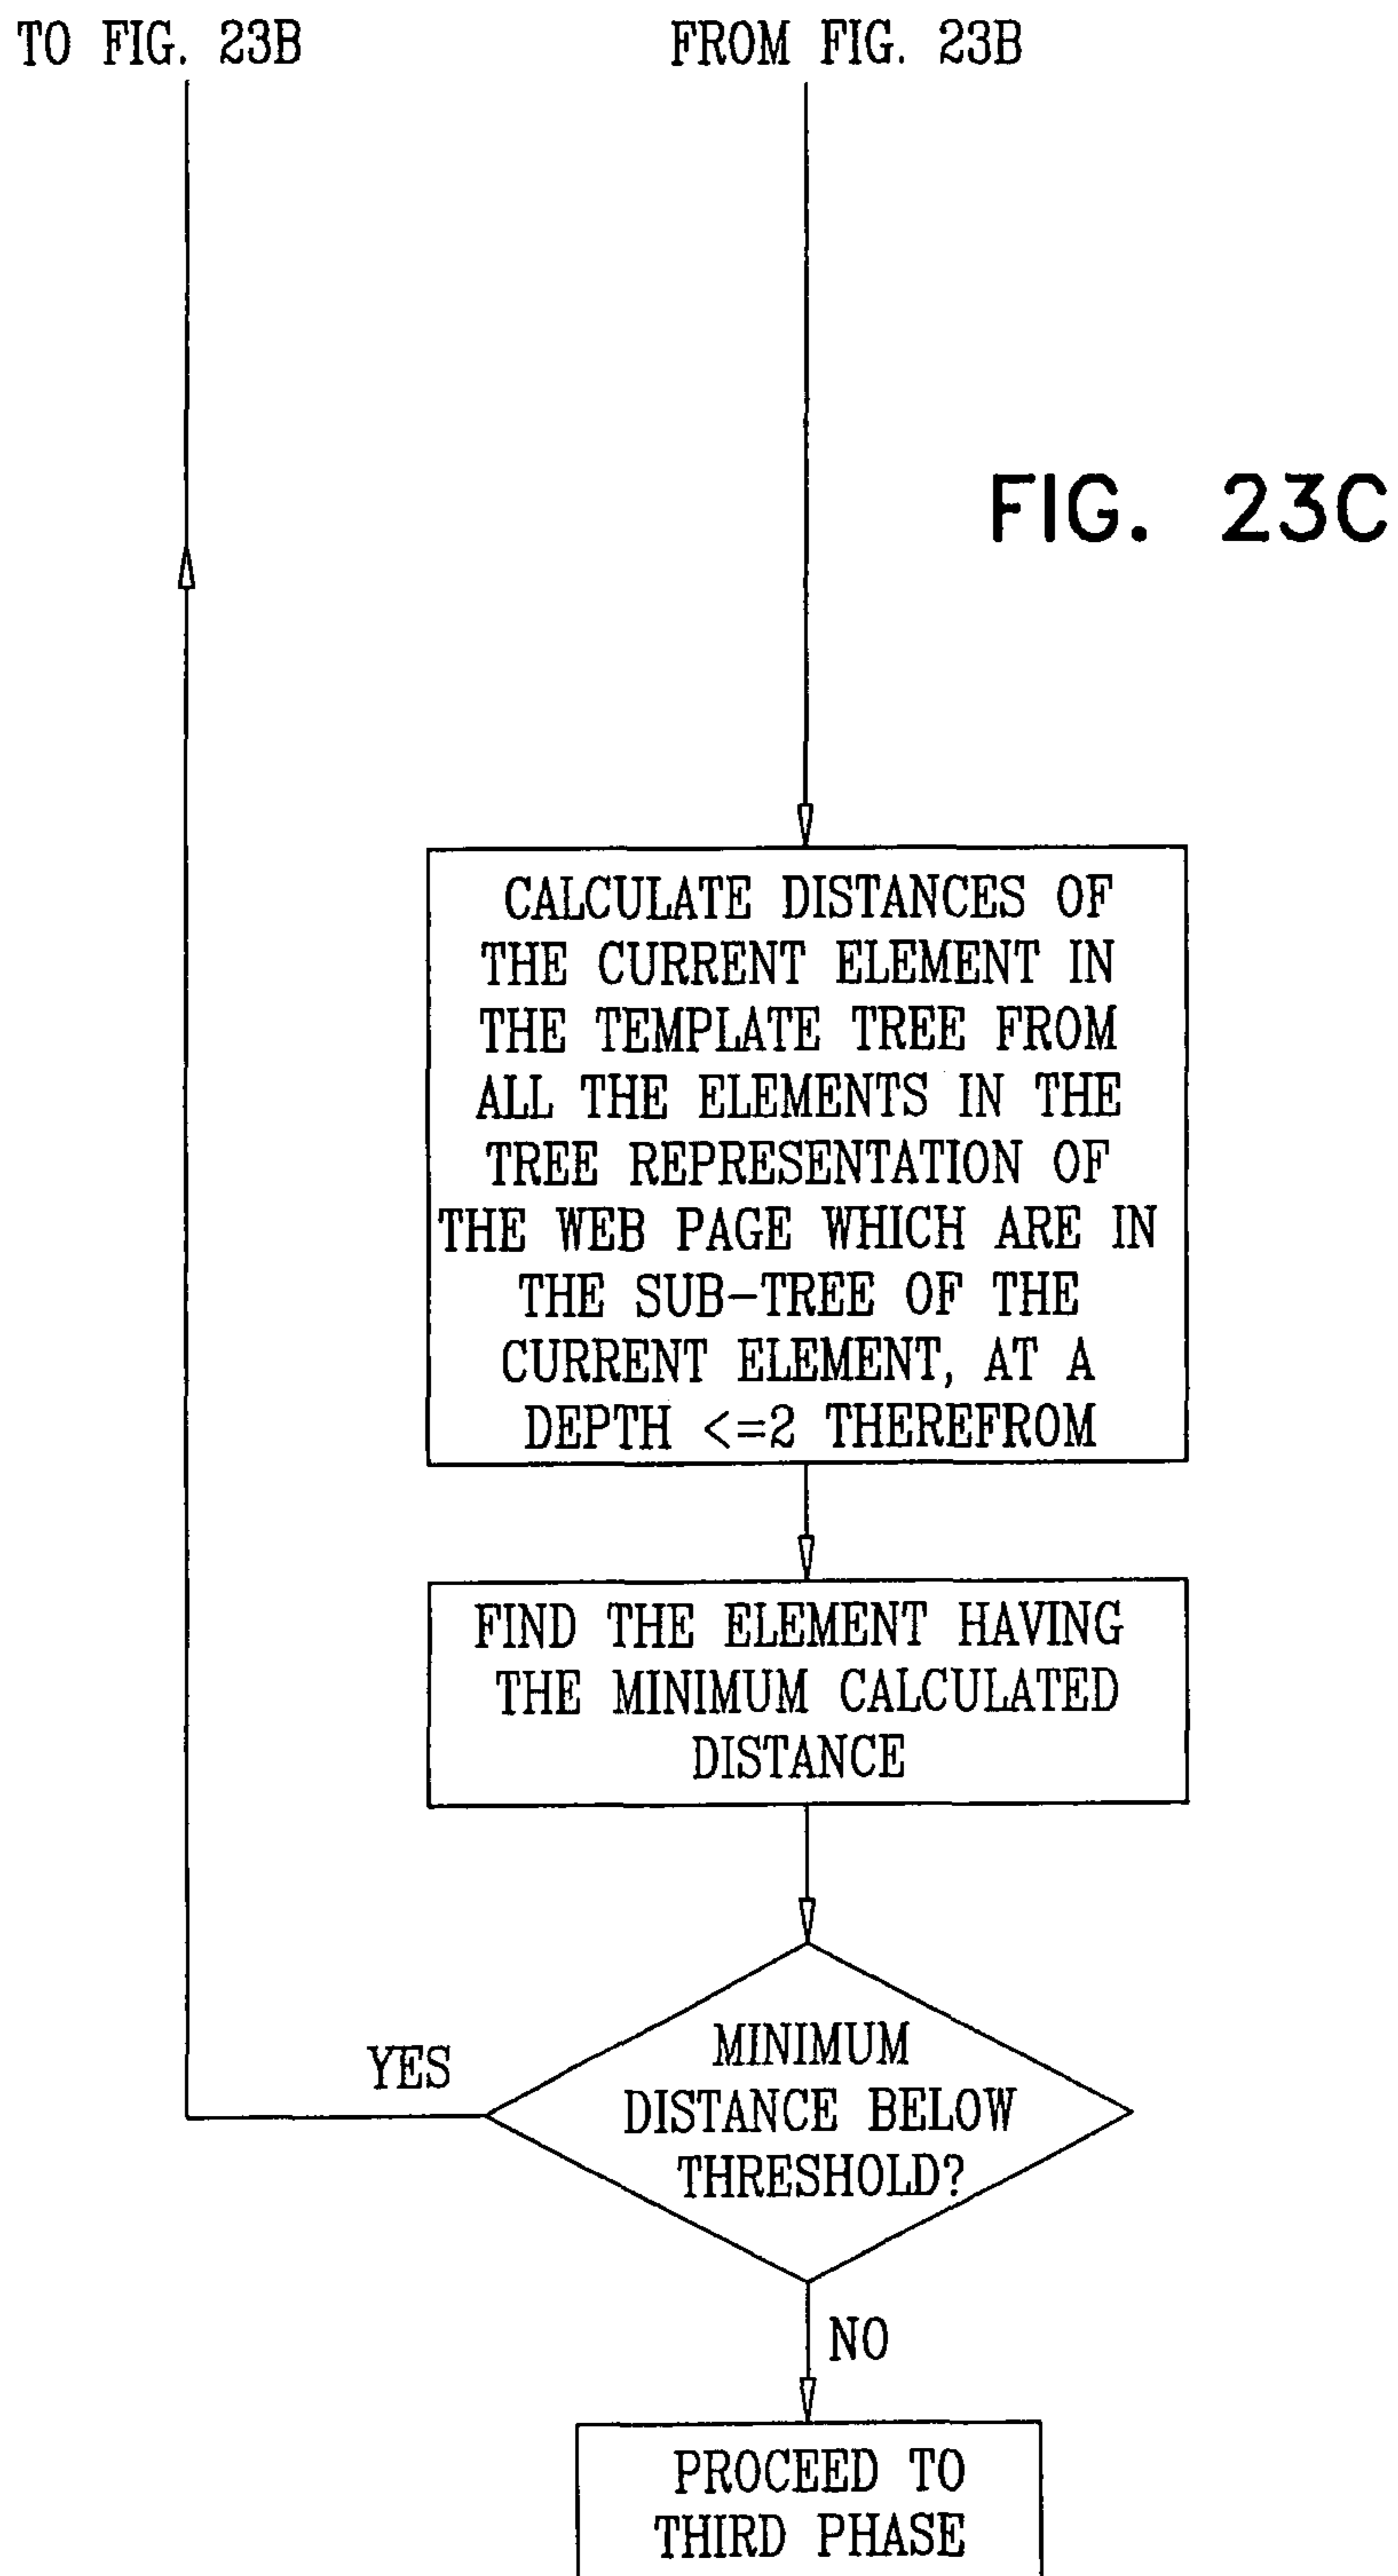 TO FIG. 23B
FROM FIG. 23B
FIG. 23C
CALCULATE DISTANCES OF
THE CURRENT ELEMENT IN
THE TEMPLATE TREE FROM
ALL THE ELEMENTS IN THE
TREE REPRESENTATION OF
THE WEB PAGE WHICH ARE IN
THE SUB-TREE OF THE
CURRENT ELEMENT, AT A
DEPTH <=2 THEREFROM
FIND THE ELEMENT HAVING
THE MINIMUM CALCULATED
DISTANCE
YES
MINIMUM
DISTANCE BELOW
THRESHOLD?
NO
PROCEED TO
THIRD PHASE